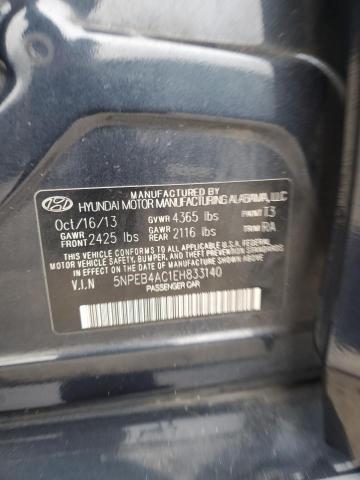 MANUFACTURED BY
HYUNDAI MOTOR MANUFACTURING ALABAMA, LLC
Oct/16/13 GVWR 4365 lbs PAINT T3
GAWR FRONT 2425 lbs GAWR REAR 2116 lbs TRIM RA
THIS VEHICLE CONFORMS TO ALL APPLICABLE U.S.A. FEDERAL
MOTOR VEHICLE SAFETY, BUMPER, AND THEFT PREVENTION
STANDARDS IN EFFECT ON THE DATE OF MANUFACTURE SHOWN ABOVE.
V.I.N 5NPEB4AC1EH833140
PASSENGER CAR